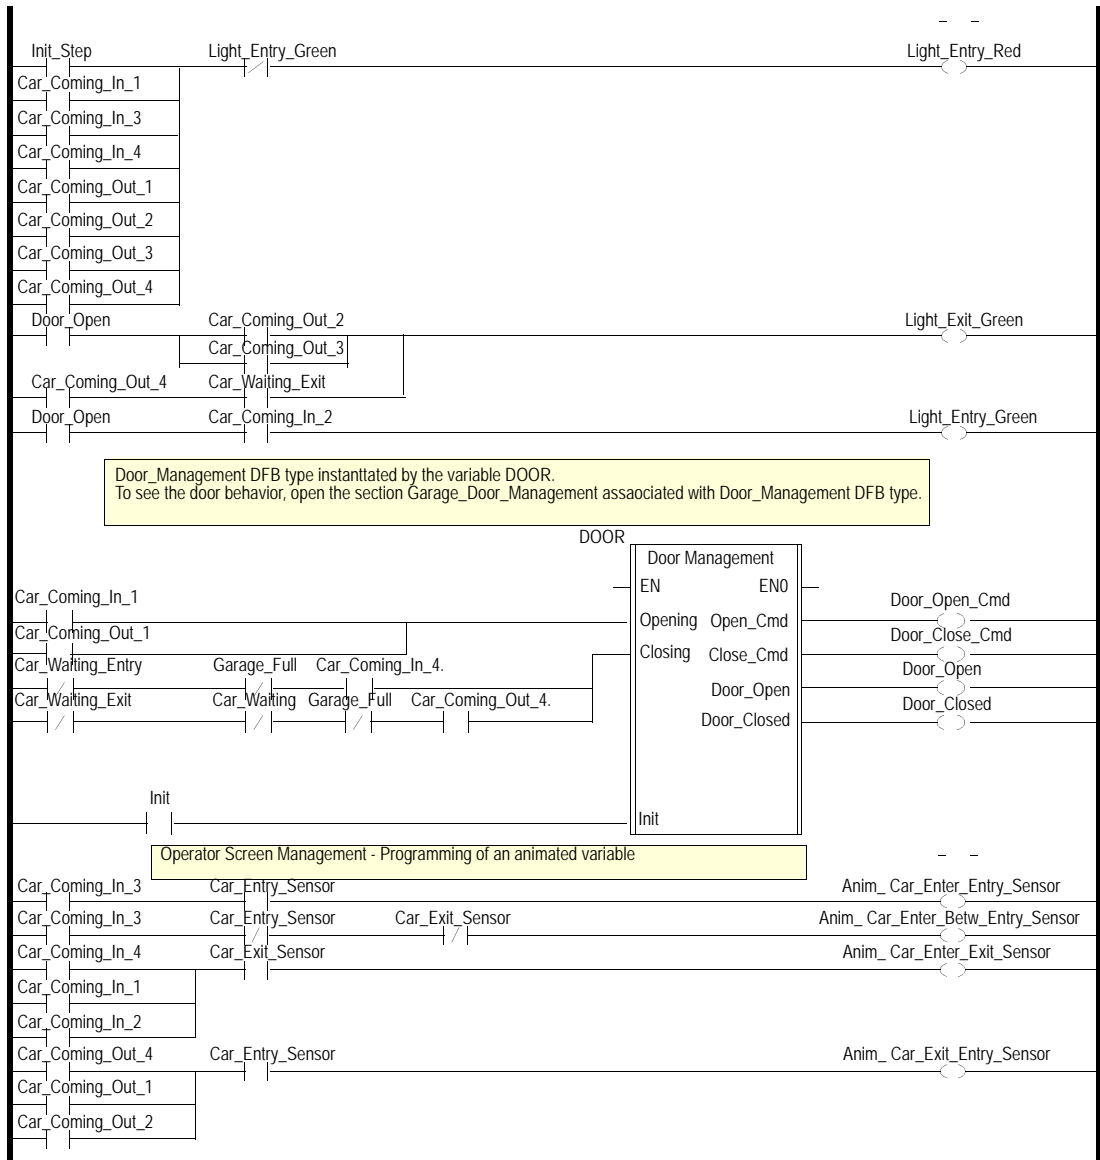 Init_Step Light_Entry_Green Light_Entry_Red
Car_Coming_In_1
Car_Coming_In_3
Car_Coming_In_4
Car_Coming_Out_1
Car_Coming_Out_2
Car_Coming_Out_3
Car_Coming_Out_4
Door_Open Car_Coming_Out_2 Light_Exit_Green
Car_Coming_Out_3
Car_Coming_Out_4 Car_Waiting_Exit
Door_Open Car_Coming_In_2 Light_Entry_Green
Door_Management DFB type instanttated by the variable DOOR.
To see the door behavior, open the section Garage_Door_Management assaociated with Door_Management DFB type.
DOOR
Door Management
EN EN0
Car_Coming_In_1 Door_Open_Cmd
Opening Open_Cmd
Car_Coming_Out_1 Door_Close_Cmd
Closing Close_Cmd
Car_Waiting_Entry Garage_Full Car_Coming_In_4. Door_Open
Door_Open
Car_Waiting_Exit Car_Waiting Garage_Full Car_Coming_Out_4. Door_Closed
Door_Closed
Init
Init
Operator Screen Management - Programming of an animated variable
Car_Coming_In_3 Car_Entry_Sensor Anim_ Car_Enter_Entry_Sensor
Car_Coming_In_3 Car_Entry_Sensor Car_Exit_Sensor Anim_ Car_Enter_Betw_Entry_Sensor
Car_Coming_In_4 Car_Exit_Sensor Anim_ Car_Enter_Exit_Sensor
Car_Coming_In_1
Car_Coming_In_2
Car_Coming_Out_4 Car_Entry_Sensor Anim_ Car_Exit_Entry_Sensor
Car_Coming_Out_1
Car_Coming_Out_2